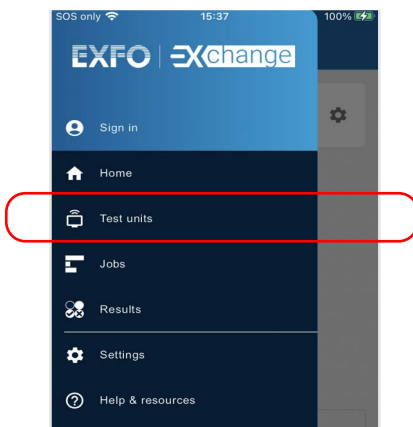 SOS only 15:37 100%
EXFO | EXchange
Sign in
Home
Test units
Jobs
Results
Settings
Help & resources